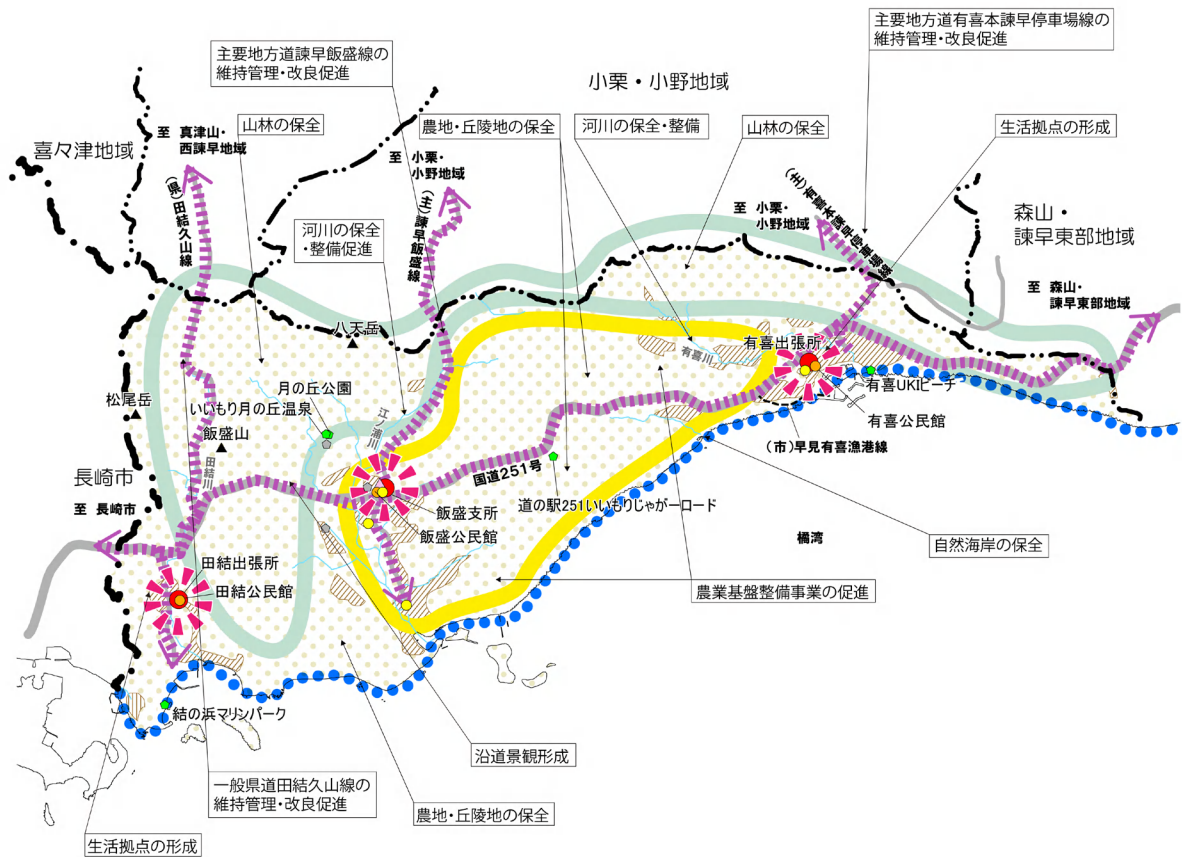 主要地方道有喜本諫早停車場線の
維持管理・改良促進
主要地方道諫早飯盛線の
維持管理・改良促進
小栗・小野地域
山林の保全
農地・丘陵地の保全
河川の保全・整備
山林の保全
生活拠点の形成
喜々津地域
至 真津山・
西諫早地域
至 小栗・
小野地域
(県)田結久山線
(主)諫早飯盛線
(主)有喜本諫早停車場線
至 小栗・
小野地域
森山・
諫早東部地域
河川の保全
・整備促進
至 森山・
諫早東部地域
八天岳
有喜川
有喜出張所
月の丘公園
松尾岳
いいもり月の丘温泉
飯盛山
江ノ浦川
有喜UKIビーチ
有喜公民館
(市)早見有喜漁港線
田結川
長崎市
至 長崎市
国道251号
飯盛支所
飯盛公民館
道の駅251いいもりじゃがーロード
橘湾
自然海岸の保全
田結出張所
田結公民館
農業基盤整備事業の促進
結の浜マリンパーク
沿道景観形成
一般県道田結久山線の
維持管理・改良促進
農地・丘陵地の保全
生活拠点の形成